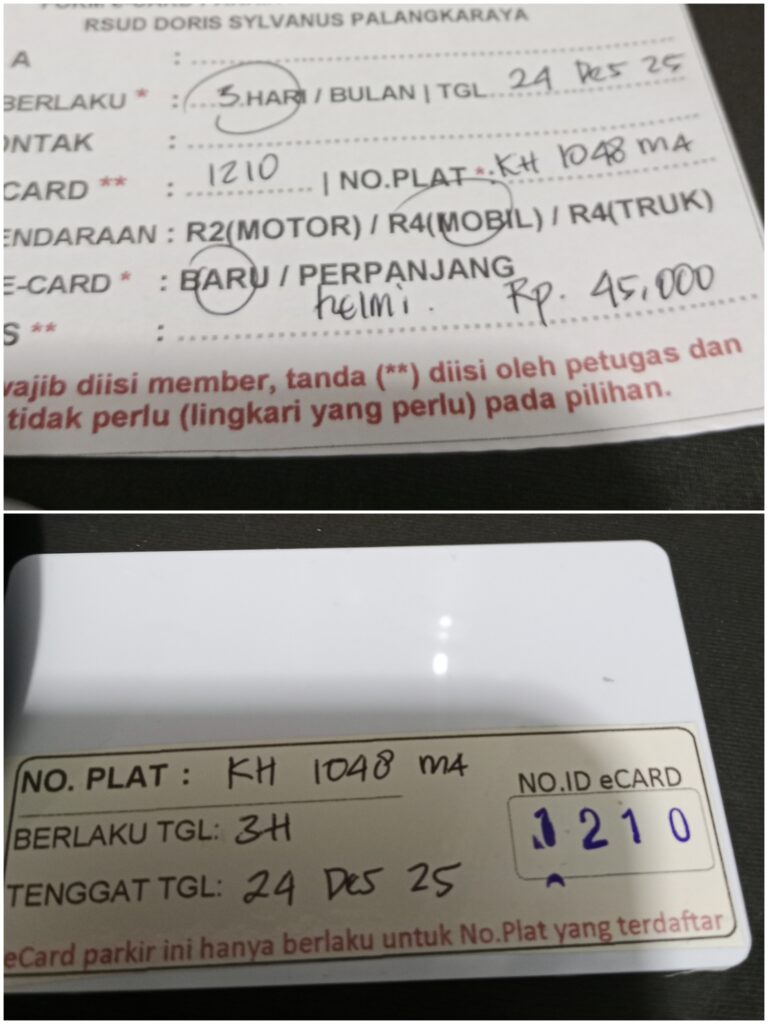 RSUD DORIS SYLVANUS PALANGKARAYA
A :
BERLAKU * : 3 HARI / BULAN | TGL 24 Des 25
ONTAK :
CARD ** : 1210 | NO.PLAT *: KH 1048 MA
ENDARAAN : R2(MOTOR) / R4(MOBIL) / R4(TRUK)
E-CARD * : BARU / PERPANJANG
S ** : helmi. Rp. 45,000
wajib diisi member, tanda (**) diisi oleh petugas dan
tidak perlu (lingkari yang perlu) pada pilihan.
NO. PLAT : KH 1048 MA
NO.ID eCARD
BERLAKU TGL: 3H
1210
TENGGAT TGL: 24 Des 25
eCard parkir ini hanya berlaku untuk No.Plat yang terdaftar